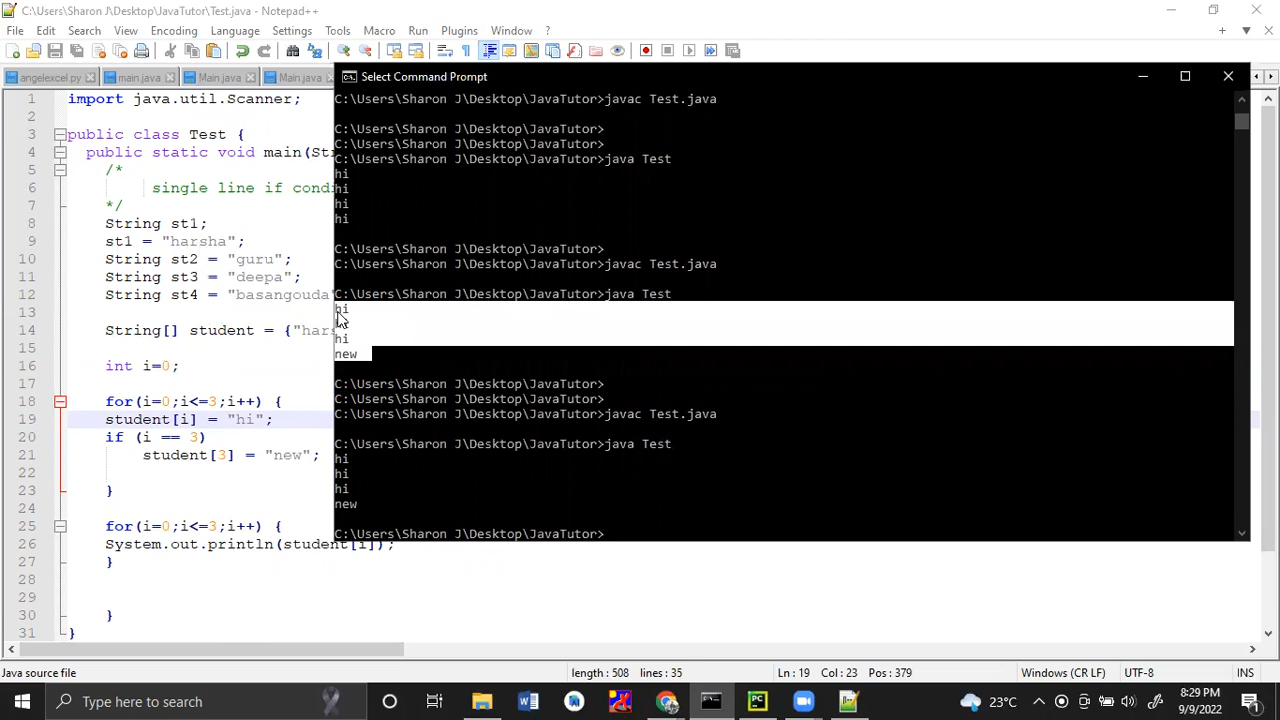 C:\Users\Sharon J\Desktop\JavaTutor\Test.java - Notepad++
File Edit Search View Encoding Language Settings Tools Macro Run Plugins Window ?
angelexcel.py main.java Main.java Main.java
1 import java.util.Scanner;
2
3 public class Test {
4 public static void main(Str
5 /*
6 single line if cond
7 */
8 String st1;
9 st1 = "harsha";
10 String st2 = "guru";
11 String st3 = "deepa";
12 String st4 = "basangouda"
13
14 String[] student = {"hars
15
16 int i=0;
17
18 for(i=0;i<=3;i++) {
19 student[i] = "hi";
20 if (i == 3)
21 student[3] = "new";
22
23 }
24
25 for(i=0;i<=3;i++) {
26 System.out.println(student[i]);
27 }
28
29
30 }
31 }
Select Command Prompt
C:\Users\Sharon J\Desktop\JavaTutor>javac Test.java
C:\Users\Sharon J\Desktop\JavaTutor>
C:\Users\Sharon J\Desktop\JavaTutor>
C:\Users\Sharon J\Desktop\JavaTutor>java Test
hi
hi
hi
hi
C:\Users\Sharon J\Desktop\JavaTutor>
C:\Users\Sharon J\Desktop\JavaTutor>javac Test.java
C:\Users\Sharon J\Desktop\JavaTutor>java Test
hi
hi
new
C:\Users\Sharon J\Desktop\JavaTutor>
C:\Users\Sharon J\Desktop\JavaTutor>
C:\Users\Sharon J\Desktop\JavaTutor>javac Test.java
C:\Users\Sharon J\Desktop\JavaTutor>java Test
hi
hi
hi
new
C:\Users\Sharon J\Desktop\JavaTutor>
Java source file length : 508 lines : 35 Ln : 19 Col : 23 Pos : 379 Windows (CR LF) UTF-8 INS
Type here to search
23°C
8:29 PM
9/9/2022